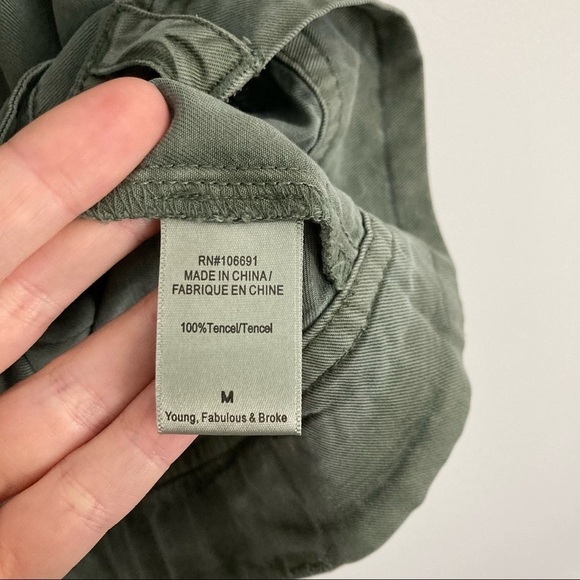 RN#106691
MADE IN CHINA/
FABRIQUE EN CHINE
100%Tencel/Tencel
M
Young, Fabulous & Broke